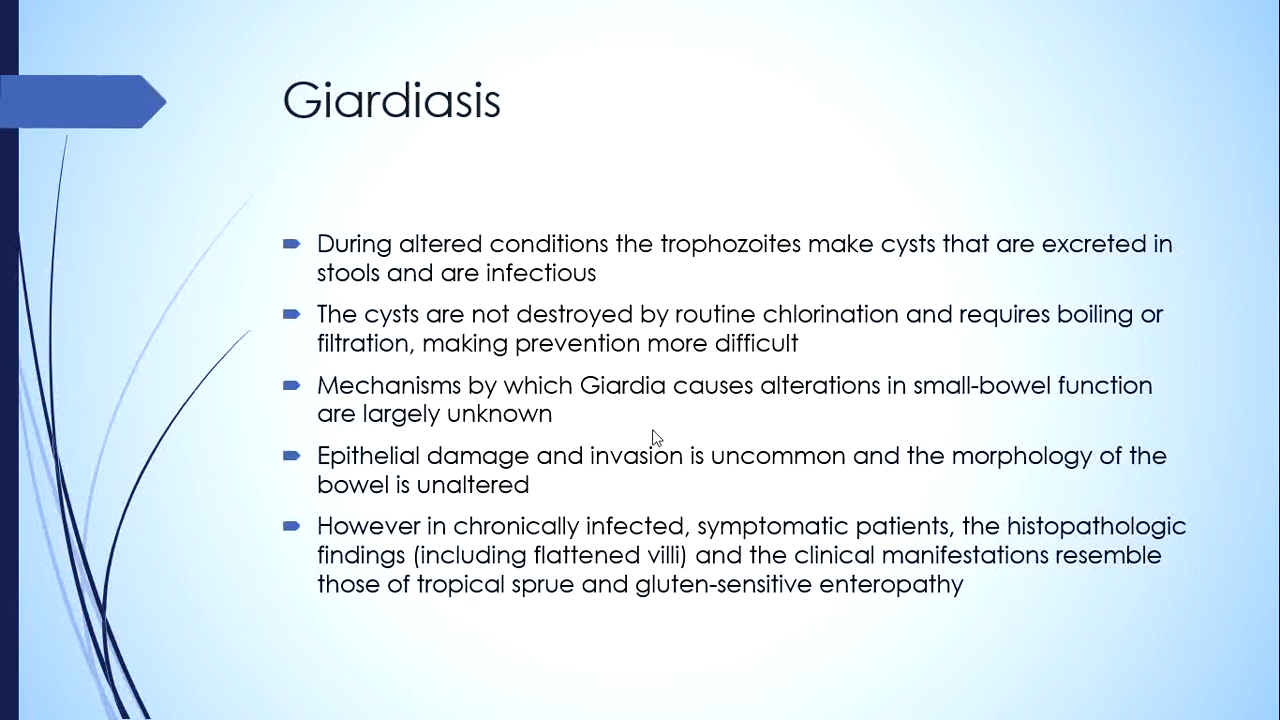 Giardiasis
During altered conditions the trophozoites make cysts that are excreted in
stools and are infectious
The cysts are not destroyed by routine chlorination and requires boiling or
filtration, making prevention more difficult
Mechanisms by which Giardia causes alterations in small-bowel function
are largely unknown
Epithelial damage and invasion is uncommon and the morphology of the
bowel is unaltered
However in chronically infected, symptomatic patients, the histopathologic
findings (including flattened villi) and the clinical manifestations resemble
those of tropical sprue and gluten-sensitive enteropathy